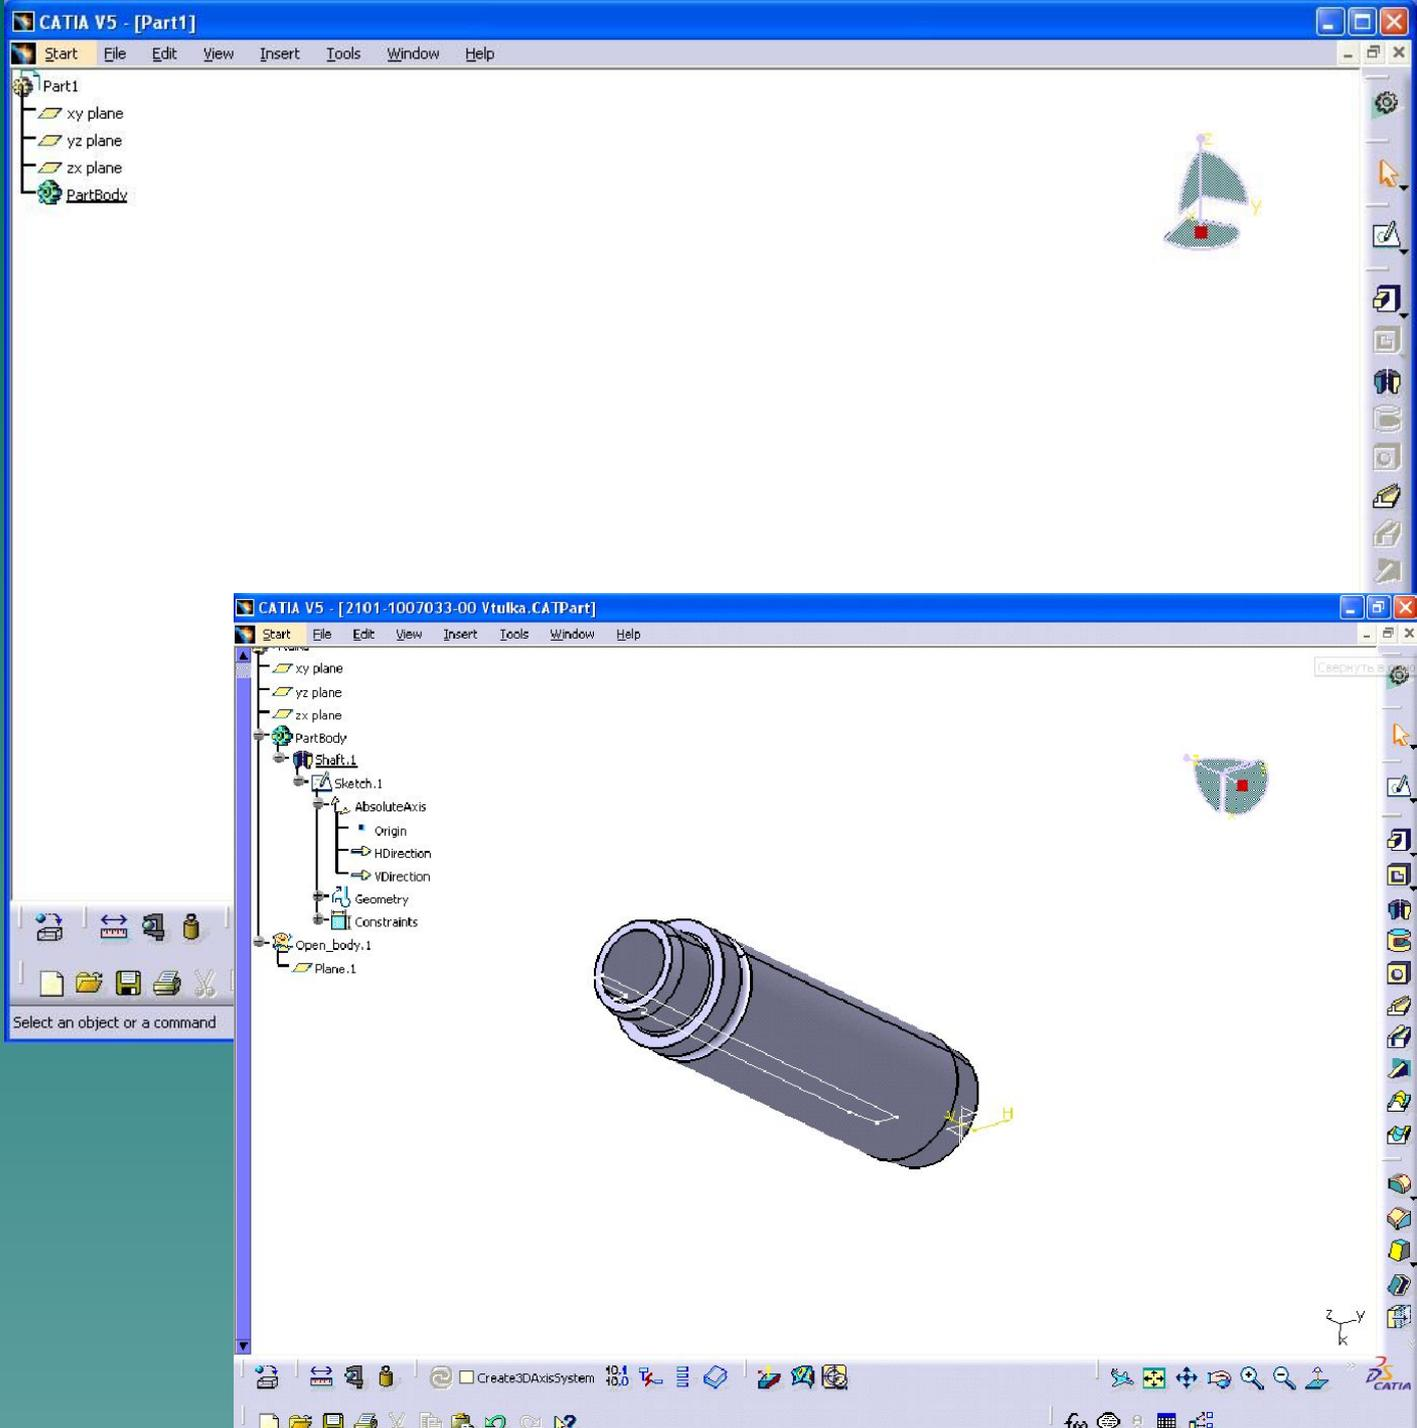 CATIA V5 - [Part1]
Start File Edit View Insert Tools Window Help
Part1
xy plane
yz plane
zx plane
PartBody
z
y
x
Select an object or a command
CATIA V5 - [2101-1007033-00 Vtulka.CATPart]
Start File Edit View Insert Tools Window Help
xy plane
yz plane
zx plane
PartBody
Shaft.1
Sketch.1
AbsoluteAxis
Origin
HDirection
VDirection
Geometry
Constraints
Open_body.1
Plane.1
Свернуть в окно
V H
z y
x
Create3DAxisSystem
CATIA